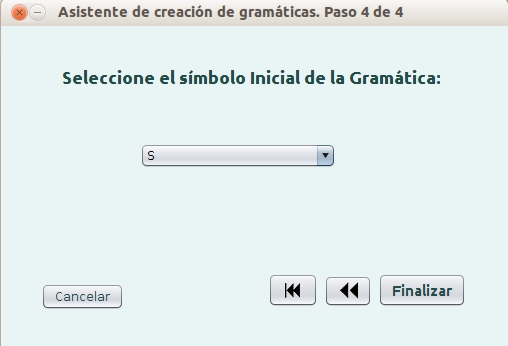 Asistente de creación de gramáticas. Paso 4 de 4
Seleccione el símbolo Inicial de la Gramática:
S
Cancelar
Finalizar